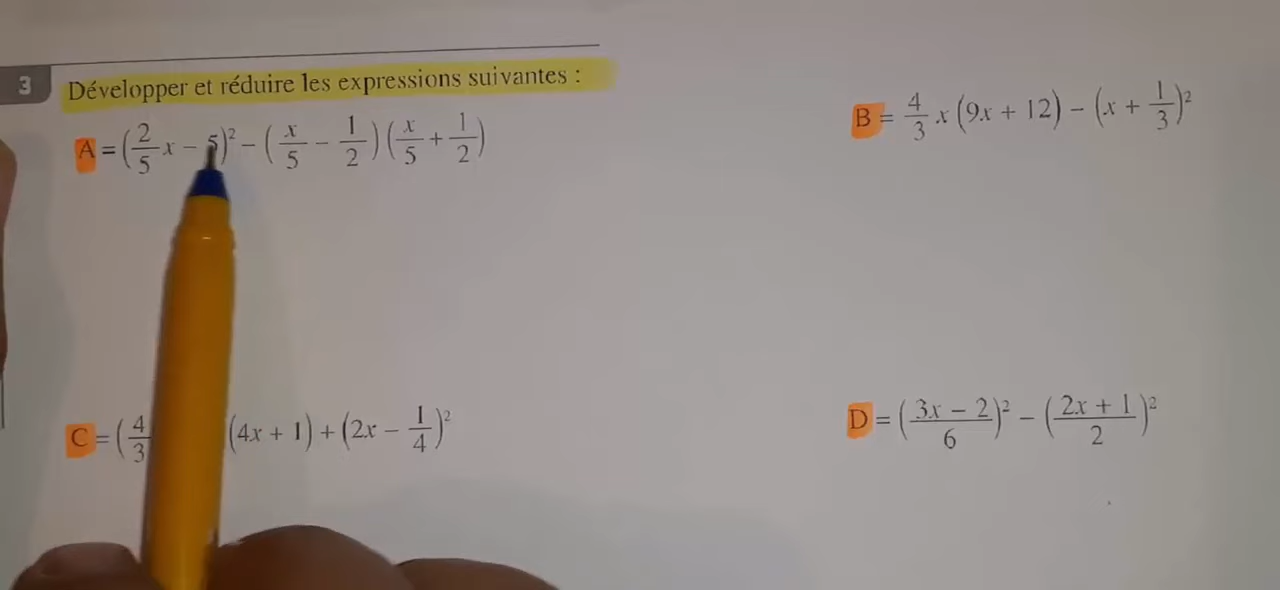 3 Développer et réduire les expressions suivantes :
A = (2/5 x − 5)² − (x/5 − 1/2)(x/5 + 1/2)
B = 4/3 x (9x + 12) − (x + 1/3)²
C = (4/3 (4x + 1) + (2x − 1/4)²
D = ((3x − 2)/6)² − ((2x + 1)/2)²